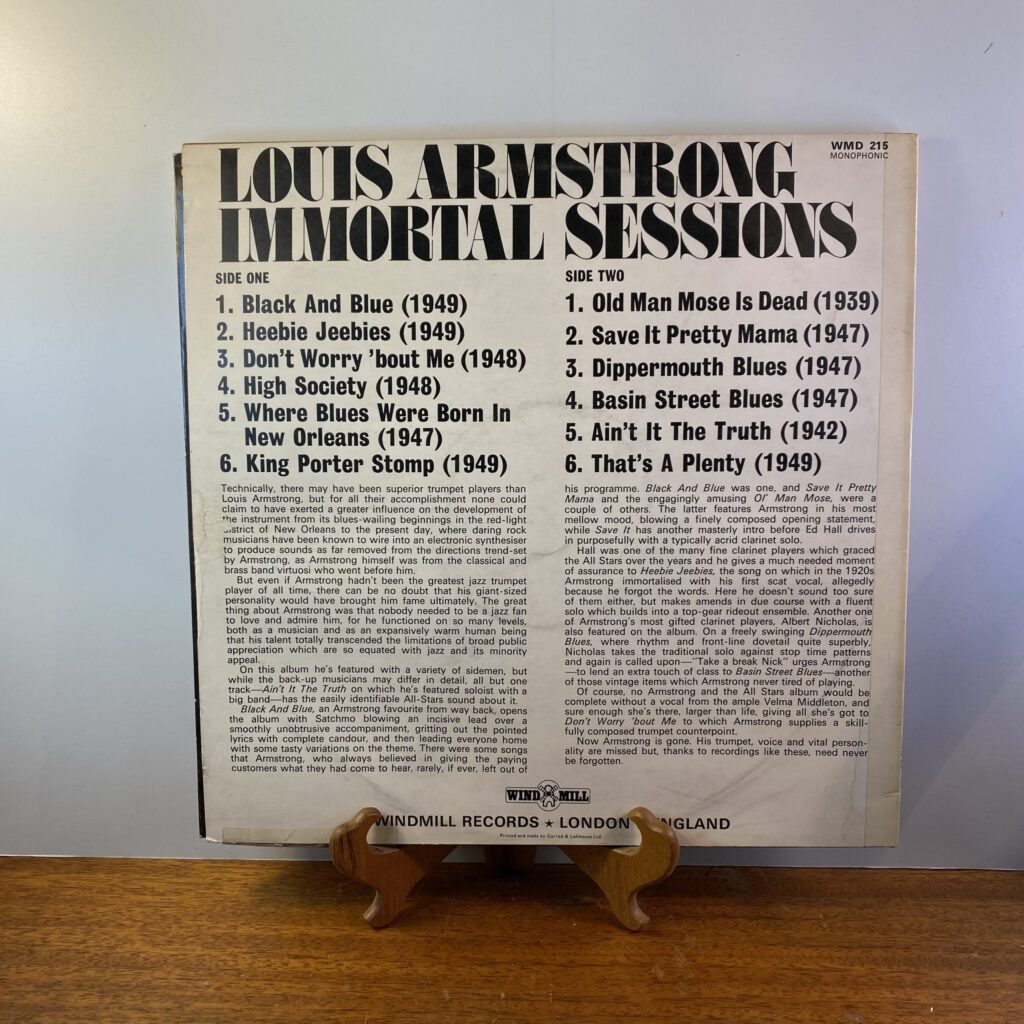 LOUIS ARMSTRONG
IMMORTAL SESSIONS
WMD 215
MONOPHONIC
SIDE ONE
1. Black And Blue (1949)
2. Heebie Jeebies (1949)
3. Don't Worry 'bout Me (1948)
4. High Society (1948)
5. Where Blues Were Born In
New Orleans (1947)
6. King Porter Stomp (1949)
SIDE TWO
1. Old Man Mose Is Dead (1939)
2. Save It Pretty Mama (1947)
3. Dippermouth Blues (1947)
4. Basin Street Blues (1947)
5. Ain't It The Truth (1942)
6. That's A Plenty (1949)
Technically, there may have been superior trumpet players than
Louis Armstrong, but for all their accomplishment none could
claim to have exerted a greater influence on the development of
the instrument from its blues-wailing beginnings in the red-light
district of New Orleans to the present day, where daring rock
musicians have been known to wire into an electronic synthesiser
to produce sounds as far removed from the directions trend-set
by Armstrong, as Armstrong himself was from the classical and
brass band virtuosi who went before him.
But even if Armstrong hadn't been the greatest jazz trumpet
player of all time, there can be no doubt that his giant-sized
personality would have brought him fame ultimately. The great
thing about Armstrong was that nobody needed to be a jazz fan
to love and admire him, for he functioned on so many levels,
both as a musician and as an expansively warm human being
that his talent totally transcended the limitations of broad public
appreciation which are so equated with jazz and its minority
appeal.
On this album he's featured with a variety of sidemen, but
while the back-up musicians may differ in detail, all but one
track—Ain't It The Truth on which he's featured soloist with a
big band—has the easily identifiable All-Stars sound about it.
Black And Blue, an Armstrong favourite from way back, opens
the album with Satchmo blowing an incisive lead over a
smoothly unobtrusive accompaniment, gritting out the pointed
lyrics with complete candour, and then leading everyone home
with some tasty variations on the theme. There were some songs
that Armstrong, who always believed in giving the paying
customers what they had come to hear, rarely, if ever, left out of
his programme. Black And Blue was one, and Save It Pretty
Mama and the engagingly amusing Ol' Man Mose, were a
couple of others. The latter features Armstrong in his most
mellow mood, blowing a finely composed opening statement,
while Save It has another masterly intro before Ed Hall drives
in purposefully with a typically acrid clarinet solo.
Hall was one of the many fine clarinet players which graced
the All Stars over the years and he gives a much needed moment
of assurance to Heebie Jeebies, the song on which in the 1920s
Armstrong immortalised with his first scat vocal, allegedly
because he forgot the words. Here he doesn't sound too sure
of them either, but makes amends in due course with a fluent
solo which builds into a top-gear rideout ensemble. Another one
of Armstrong's most gifted clarinet players, Albert Nicholas, is
also featured on the album. On a freely swinging Dippermouth
Blues, where rhythm and front-line dovetail quite superbly,
Nicholas takes the traditional solo against stop time patterns
and again is called upon—"Take a break Nick" urges Armstrong
—to lend an extra touch of class to Basin Street Blues—another
of those vintage items which Armstrong never tired of playing.
Of course, no Armstrong and the All Stars album would be
complete without a vocal from the ample Velma Middleton, and
sure enough she's there, larger than life, giving all she's got to
Don't Worry 'bout Me to which Armstrong supplies a skill-
fully composed trumpet counterpoint.
Now Armstrong is gone. His trumpet, voice and vital person-
ality are missed but, thanks to recordings like these, need never
be forgotten.
WIND MILL
WINDMILL RECORDS ★ LONDON ENGLAND
Printed and made by Garrod & Lofthouse Ltd